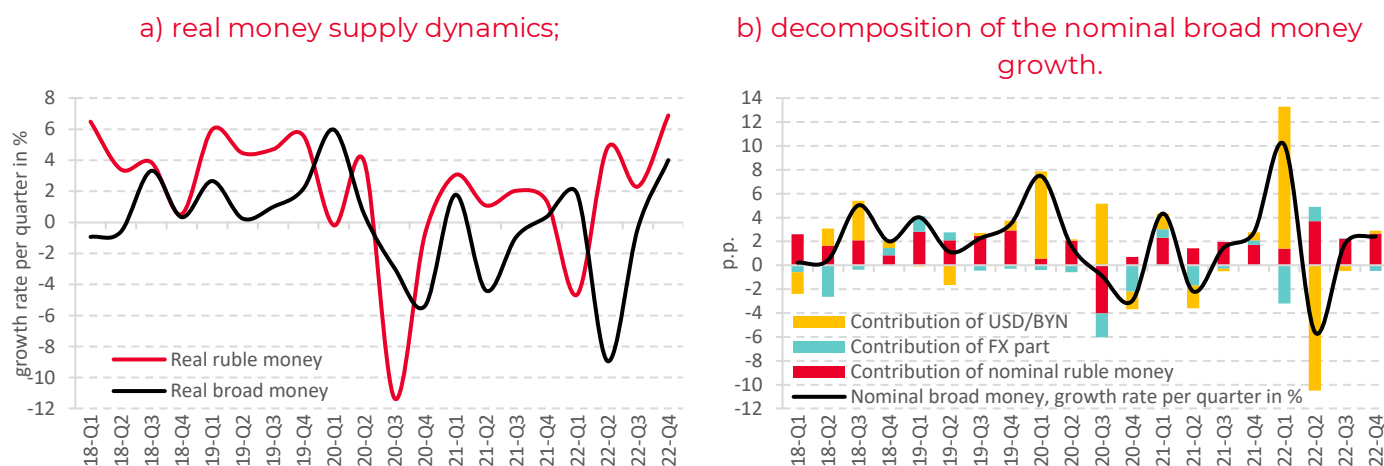 a) real money supply dynamics;
growth rate per quarter in %
8
6
4
2
0
-2
-4
-6
-8
-10
-12
Real ruble money
Real broad money
18-Q1
18-Q2
18-Q3
18-Q4
19-Q1
19-Q2
19-Q3
19-Q4
20-Q1
20-Q2
20-Q3
20-Q4
21-Q1
21-Q2
21-Q3
21-Q4
22-Q1
22-Q2
22-Q3
22-Q4
b) decomposition of the nominal broad money
growth.
p.p.
14
12
10
8
6
4
2
0
-2
-4
-6
-8
-10
-12
Contribution of USD/BYN
Contribution of FX part
Contribution of nominal ruble money
Nominal broad money, growth rate per quarter in %
18-Q1
18-Q2
18-Q3
18-Q4
19-Q1
19-Q2
19-Q3
19-Q4
20-Q1
20-Q2
20-Q3
20-Q4
21-Q1
21-Q2
21-Q3
21-Q4
22-Q1
22-Q2
22-Q3
22-Q4